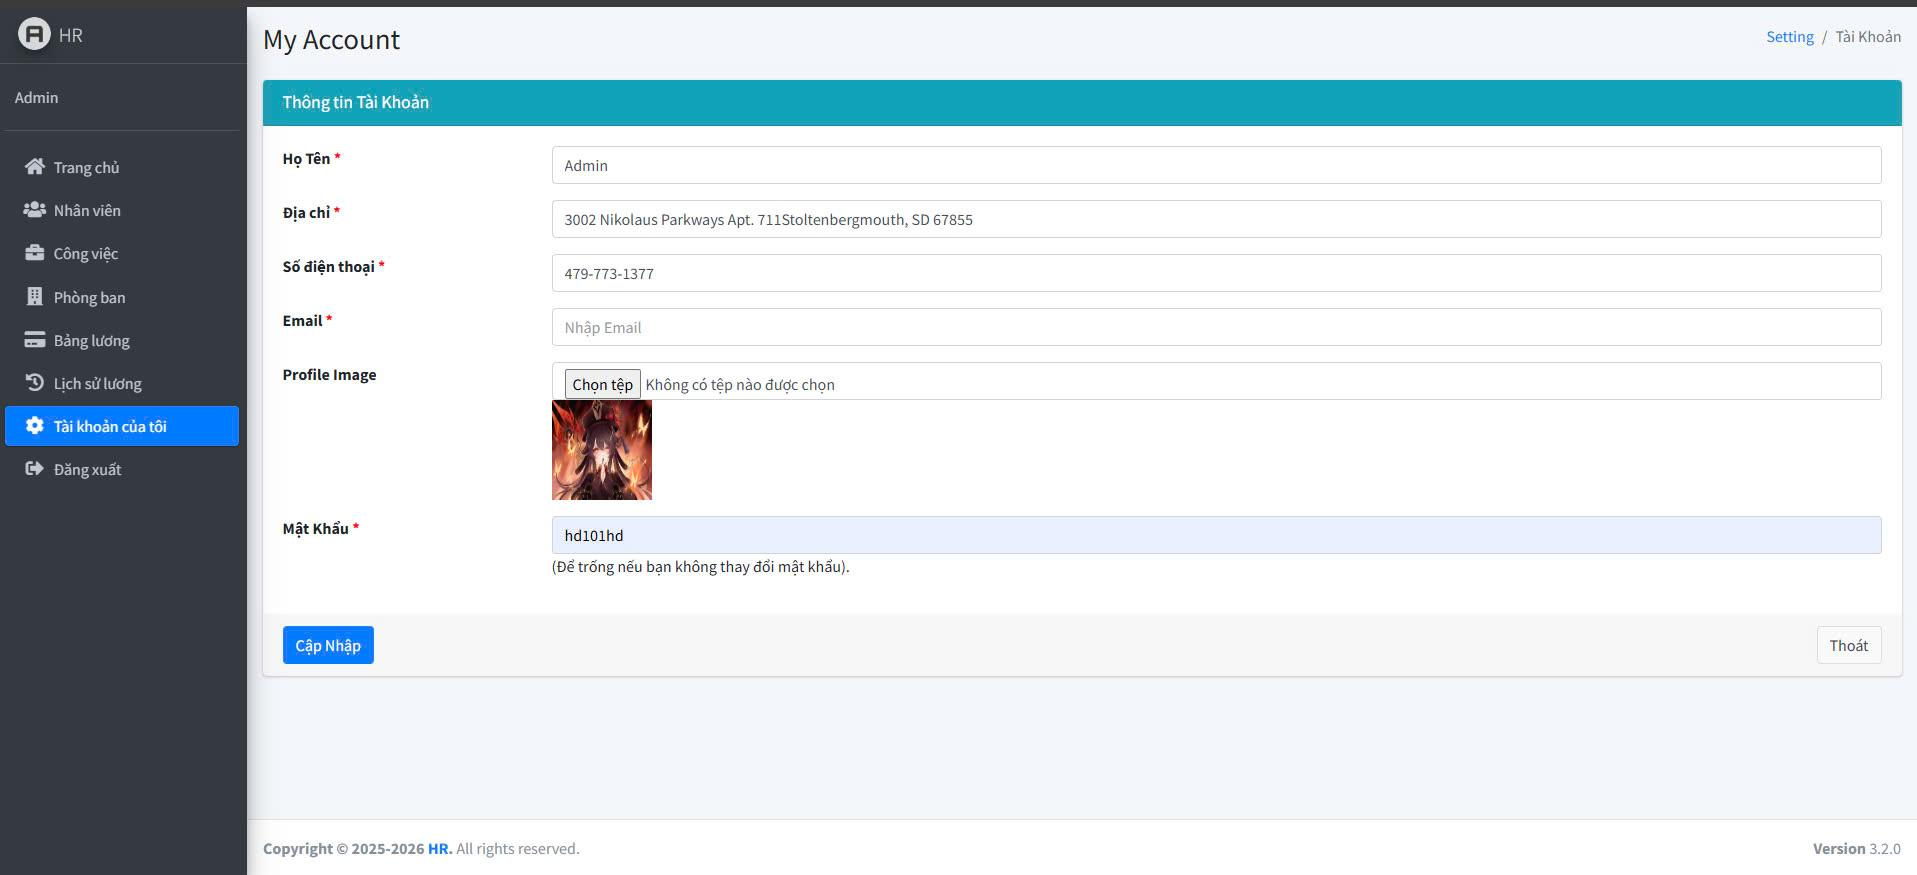 HR
Admin
Trang chủ
Nhân viên
Công việc
Phòng ban
Bảng lương
Lịch sử lương
Tài khoản của tôi
Đăng xuất
My Account
Setting / Tài Khoản
Thông tin Tài Khoản
Họ Tên *
Admin
Địa chỉ *
3002 Nikolaus Parkways Apt. 711Stoltenbergmouth, SD 67855
Số điện thoại *
479-773-1377
Email *
Nhập Email
Profile Image
Chọn tệp Không có tệp nào được chọn
Mật Khẩu *
hd101hd
(Để trống nếu bạn không thay đổi mật khẩu).
Cập Nhập
Thoát
Copyright © 2025-2026 HR. All rights reserved.
Version 3.2.0